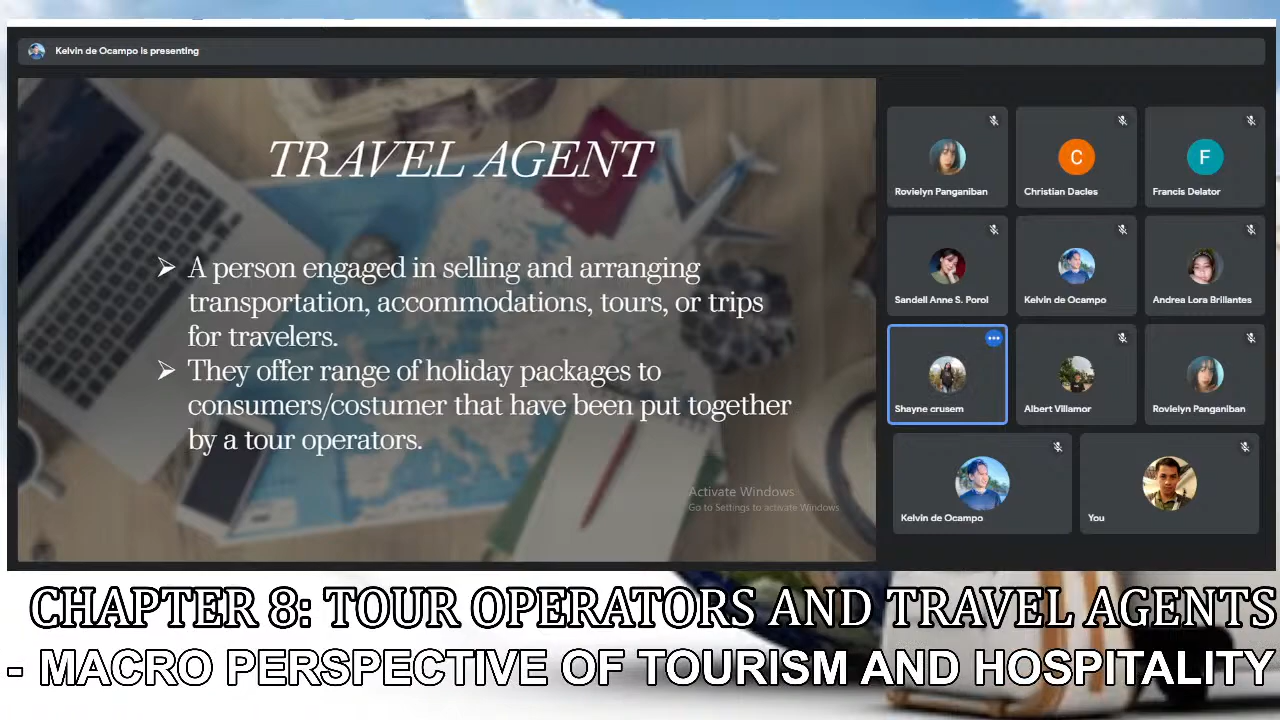 Kelvin de Ocampo is presenting
TRAVEL AGENT
➢ A person engaged in selling and arranging
transportation, accommodations, tours, or trips
for travelers.
➢ They offer range of holiday packages to
consumers/costumer that have been put together
by a tour operators.
Activate Windows
Go to Settings to activate Windows
Rovielyn Panganiban
C
Christian Dacles
F
Francis Delator
Sandell Anne S. Porol
Kelvin de Ocampo
Andrea Lora Brillantes
Shayne crusem
Albert Villamor
Rovielyn Panganiban
Kelvin de Ocampo
You
CHAPTER 8: TOUR OPERATORS AND TRAVEL AGENTS
- MACRO PERSPECTIVE OF TOURISM AND HOSPITALITY